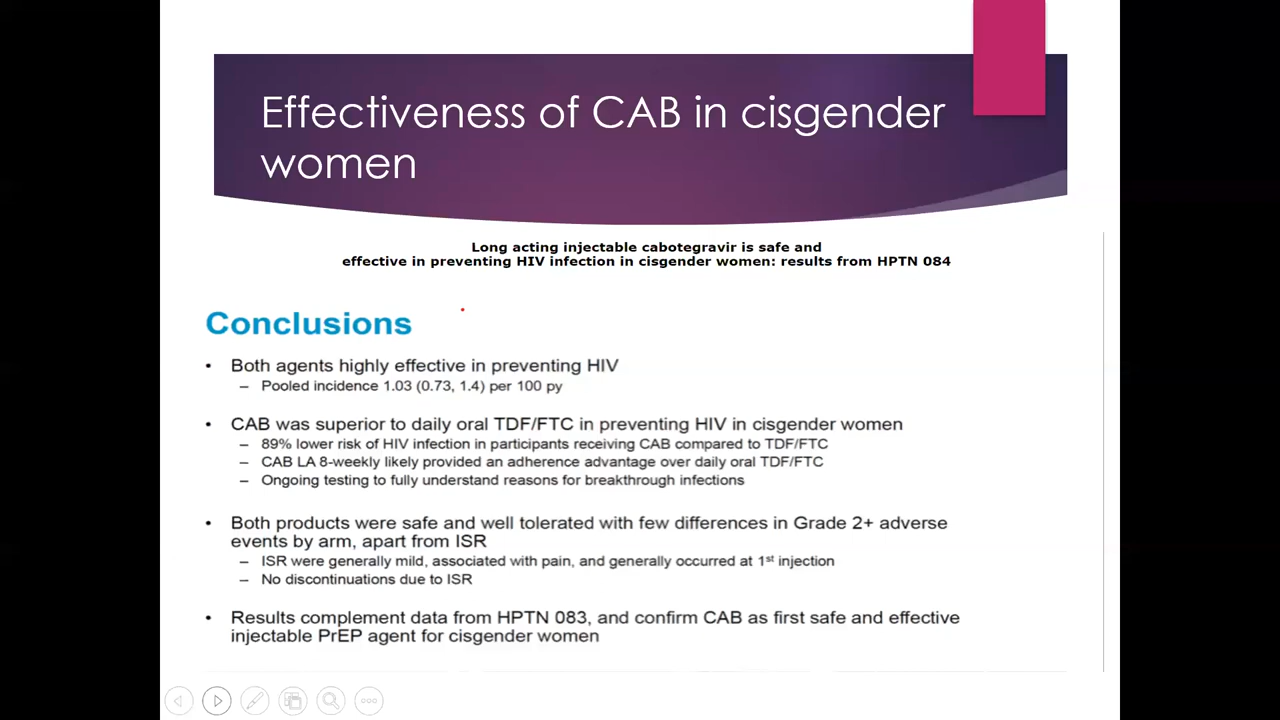 Effectiveness of CAB in cisgender
women
Long acting injectable cabotegravir is safe and
effective in preventing HIV infection in cisgender women: results from HPTN 084
Conclusions
• Both agents highly effective in preventing HIV
– Pooled incidence 1.03 (0.73, 1.4) per 100 py
• CAB was superior to daily oral TDF/FTC in preventing HIV in cisgender women
– 89% lower risk of HIV infection in participants receiving CAB compared to TDF/FTC
– CAB LA 8-weekly likely provided an adherence advantage over daily oral TDF/FTC
– Ongoing testing to fully understand reasons for breakthrough infections
• Both products were safe and well tolerated with few differences in Grade 2+ adverse
events by arm, apart from ISR
– ISR were generally mild, associated with pain, and generally occurred at 1st injection
– No discontinuations due to ISR
• Results complement data from HPTN 083, and confirm CAB as first safe and effective
injectable PrEP agent for cisgender women